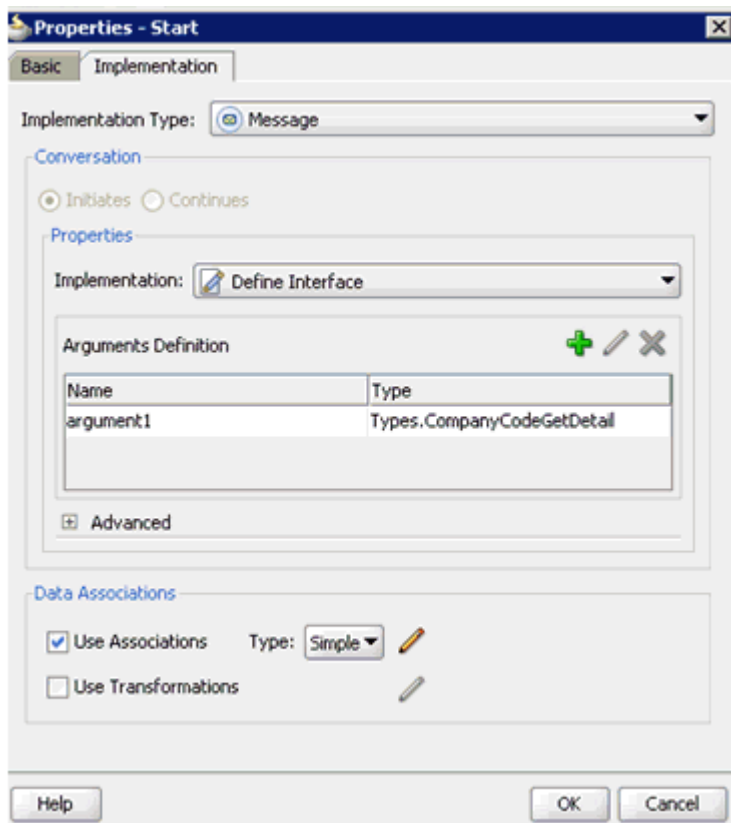 Properties - Start
Basic Implementation
Implementation Type: Message
Conversation
Initiates Continues
Properties
Implementation: Define Interface
Arguments Definition
Name Type
argument1 Types.CompanyCodeGetDetail
Advanced
Data Associations
Use Associations Type: Simple
Use Transformations
Help OK Cancel